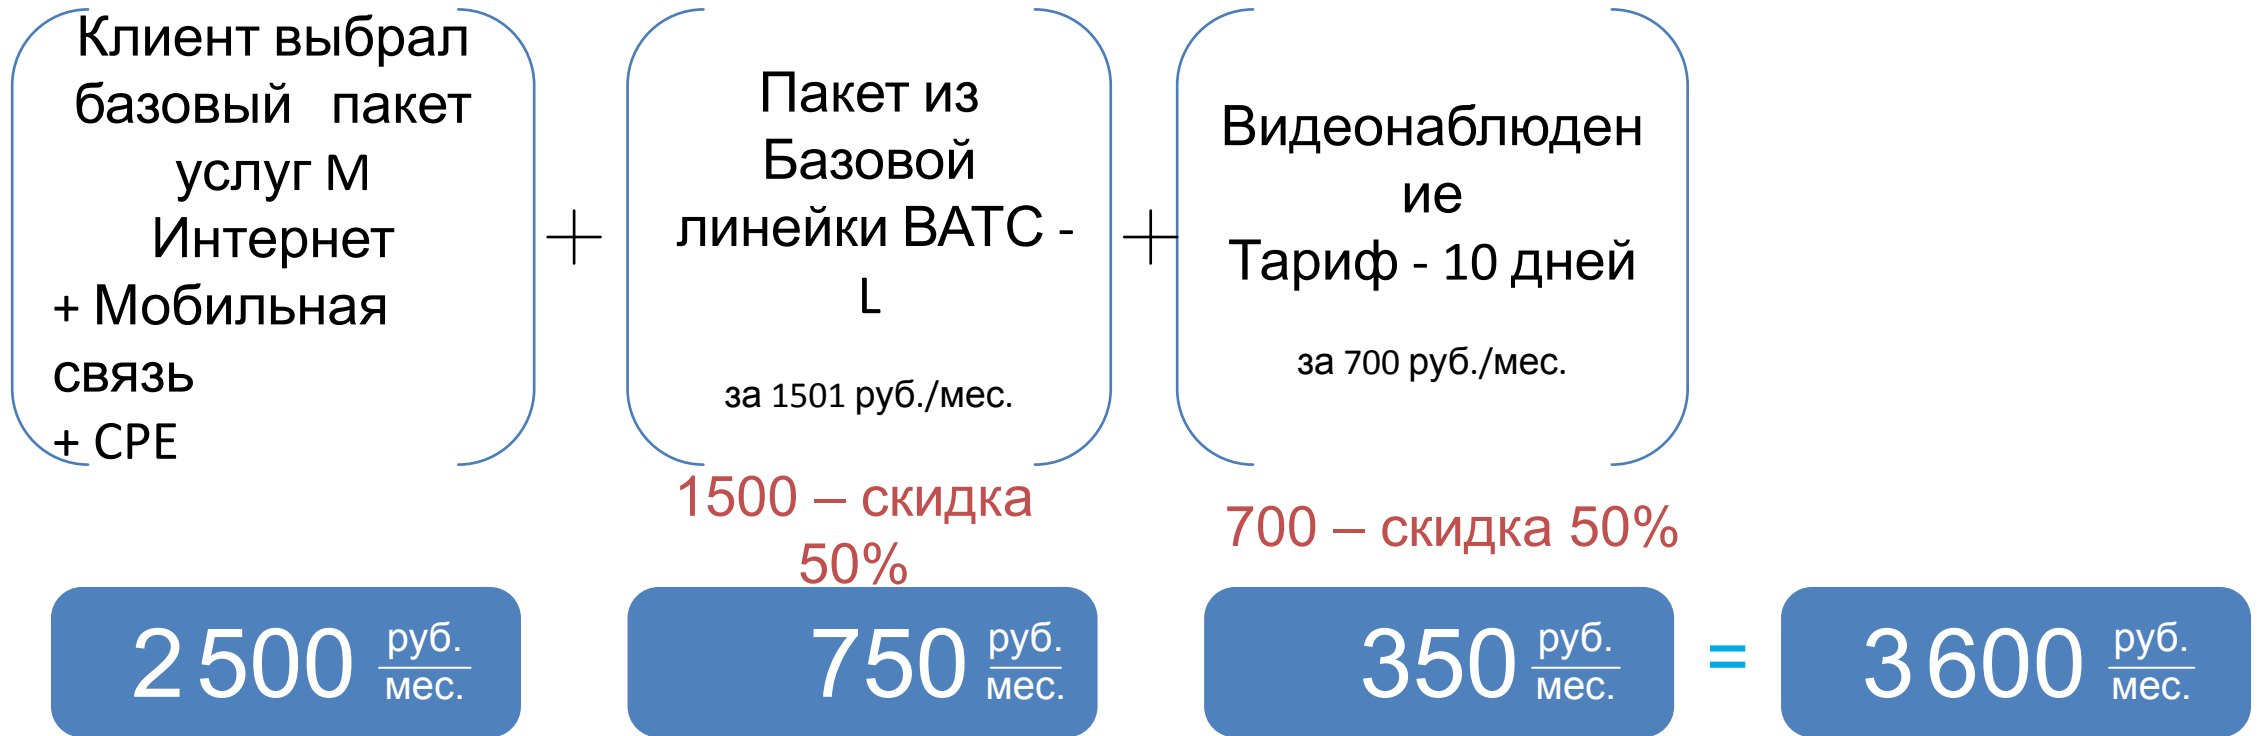 Клиент выбрал
базовый пакет
услуг М
Интернет
+ Мобильная
связь
+ CPE
+
Пакет из
Базовой
линейки ВАТС -
L
за 1501 руб./мес.
+
Видеонаблюден
ие
Тариф - 10 дней
за 700 руб./мес.
1500 – скидка
50%
700 – скидка 50%
2 500 руб.
мес.
750 руб.
мес.
350 руб.
мес.
=
3 600 руб.
мес.